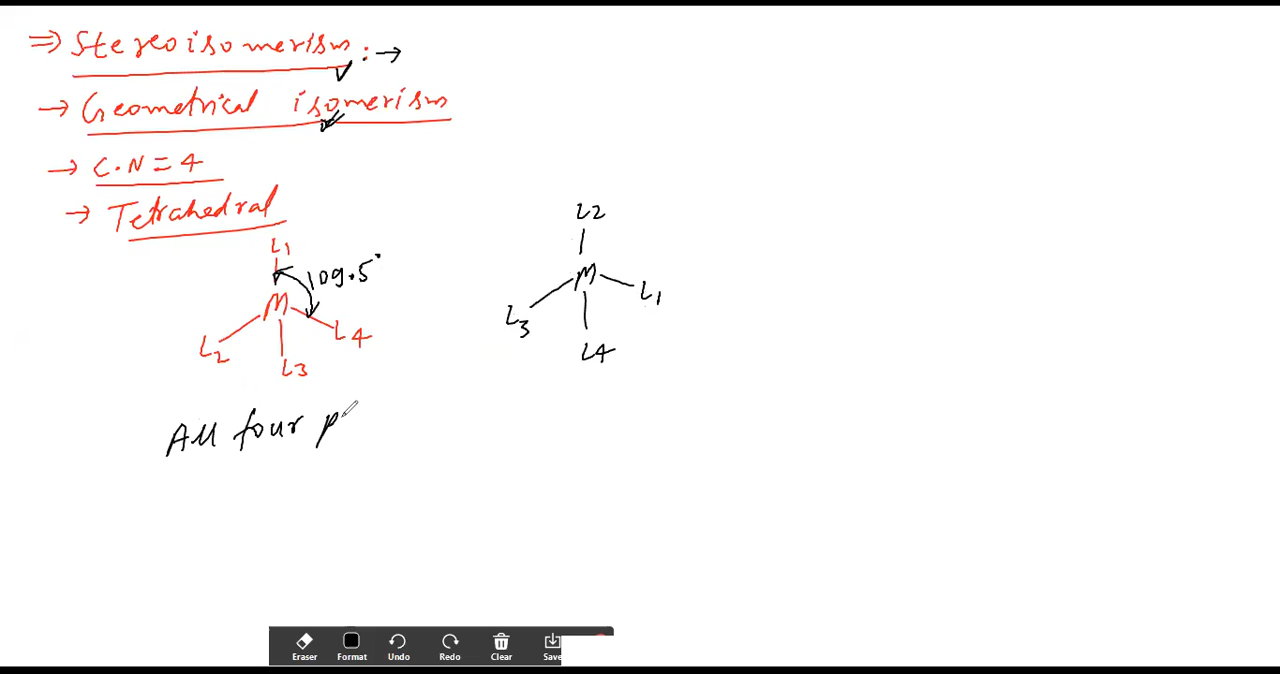 ⇒ Stereoisomerism : →
→ Geometrical isomerism
→ C.N = 4
→ Tetrahedral
L1
109.5°
M
L2
L4
L3
L2
M
L1
L3
L4
All four p
Eraser Format Undo Redo Clear Save